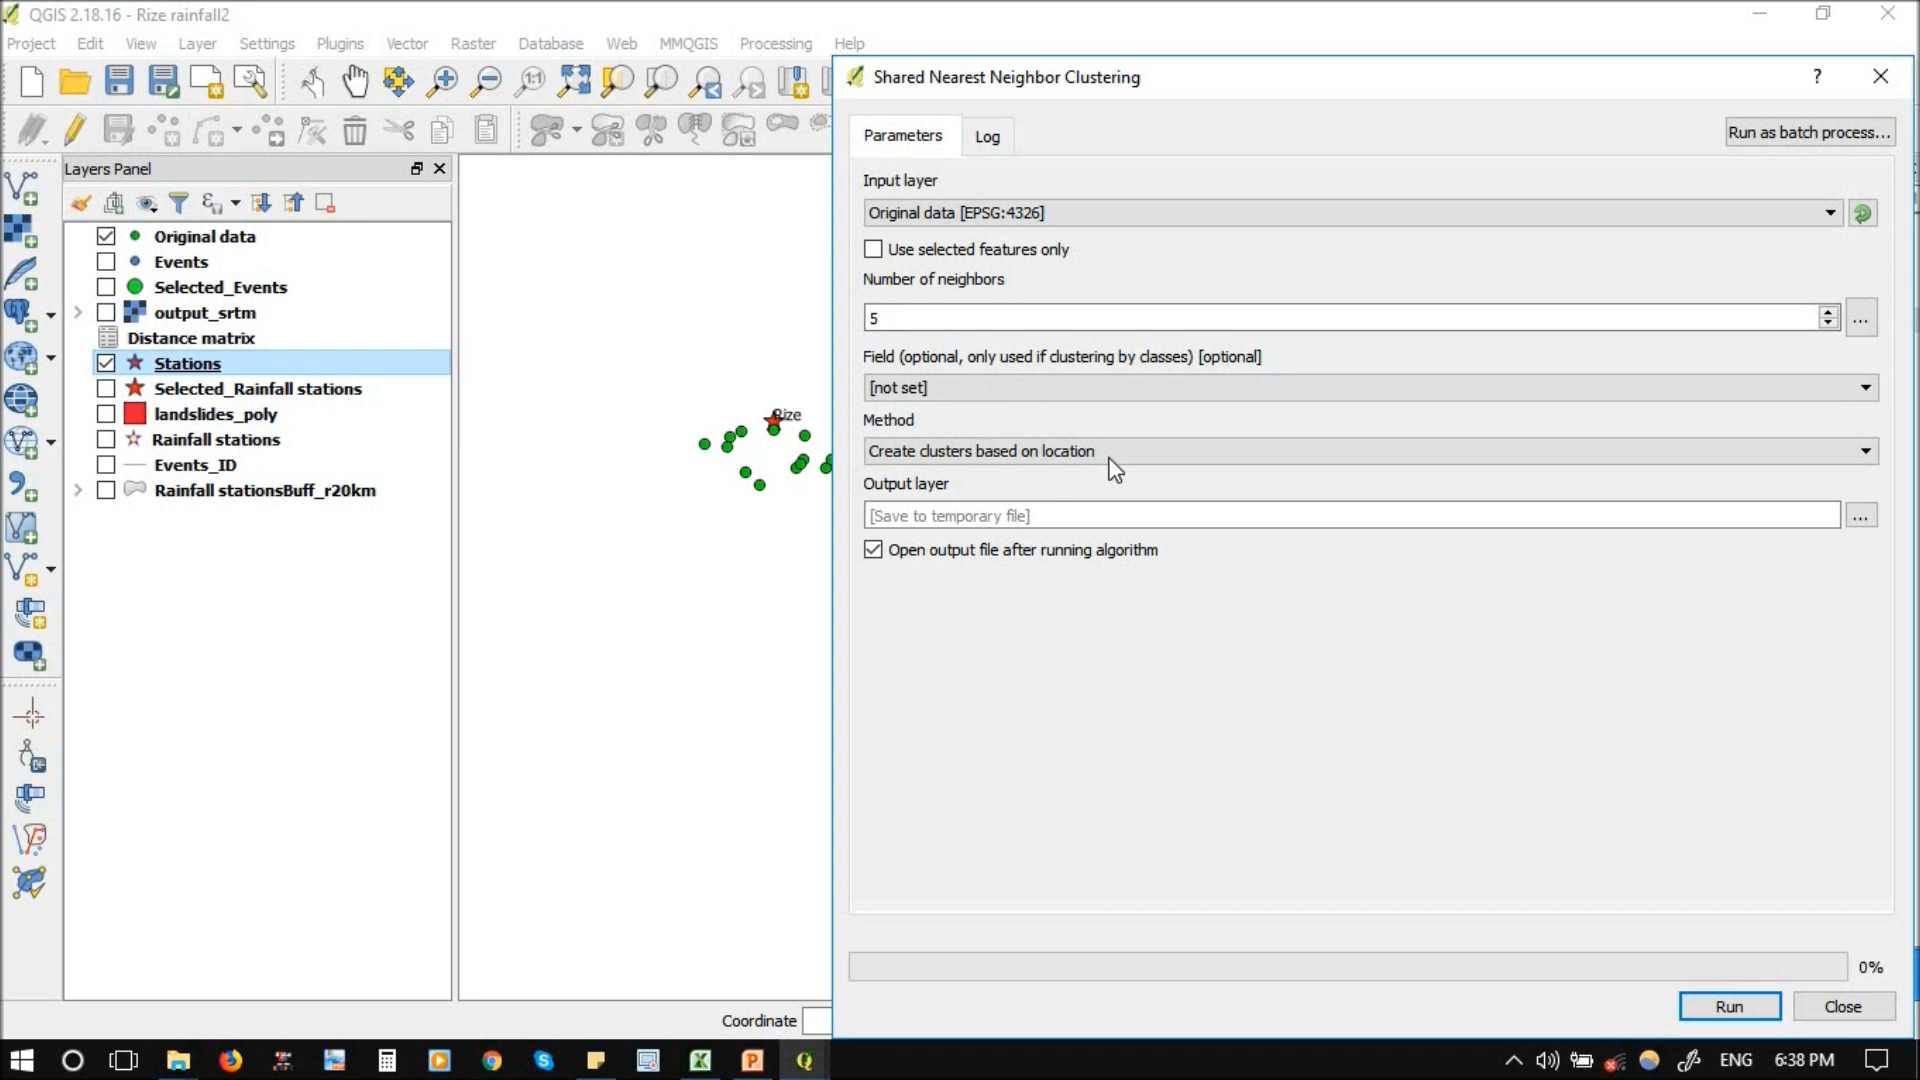 QGIS 2.18.16 - Rize rainfall2
Project Edit View Layer Settings Plugins Vector Raster Database Web MMQGIS Processing Help
Layers Panel
Original data
Events
Selected_Events
output_srtm
Distance matrix
Stations
Selected_Rainfall stations
landslides_poly
Rainfall stations
Events_ID
Rainfall stationsBuff_r20km
Rize
Coordinate
Shared Nearest Neighbor Clustering
?
Parameters Log
Run as batch process...
Input layer
Original data [EPSG:4326]
Use selected features only
Number of neighbors
5
...
Field (optional, only used if clustering by classes) [optional]
[not set]
Method
Create clusters based on location
Output layer
[Save to temporary file]
...
Open output file after running algorithm
0%
Run Close
ENG 6:38 PM